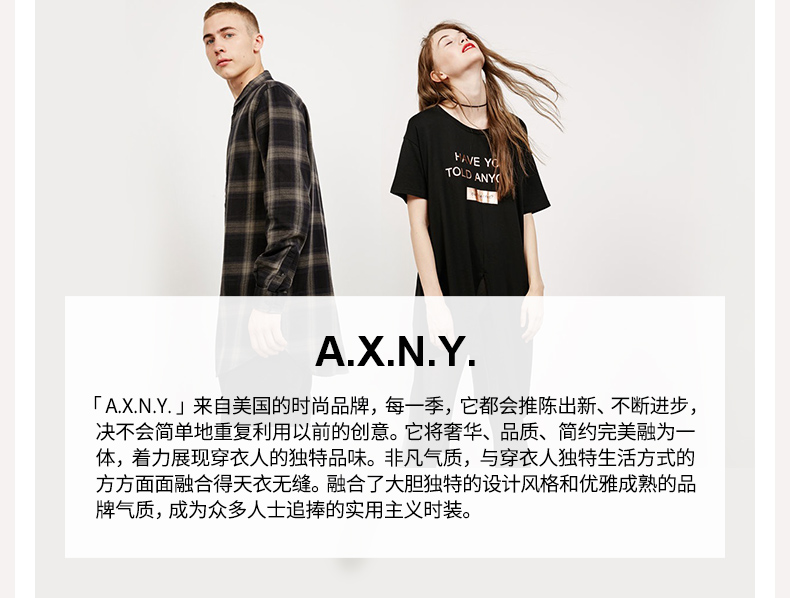 HAVE YO
TOLD ANYO
A.X.N.Y.
「A.X.N.Y.」来自美国的时尚品牌，每一季，它都会推陈出新、不断进步，
决不会简单地重复利用以前的创意。它将奢华、品质、简约完美融为一
体，着力展现穿衣人的独特品味。非凡气质，与穿衣人独特生活方式的
方方面面融合得天衣无缝。融合了大胆独特的设计风格和优雅成熟的品
牌气质，成为众多人士追捧的实用主义时装。